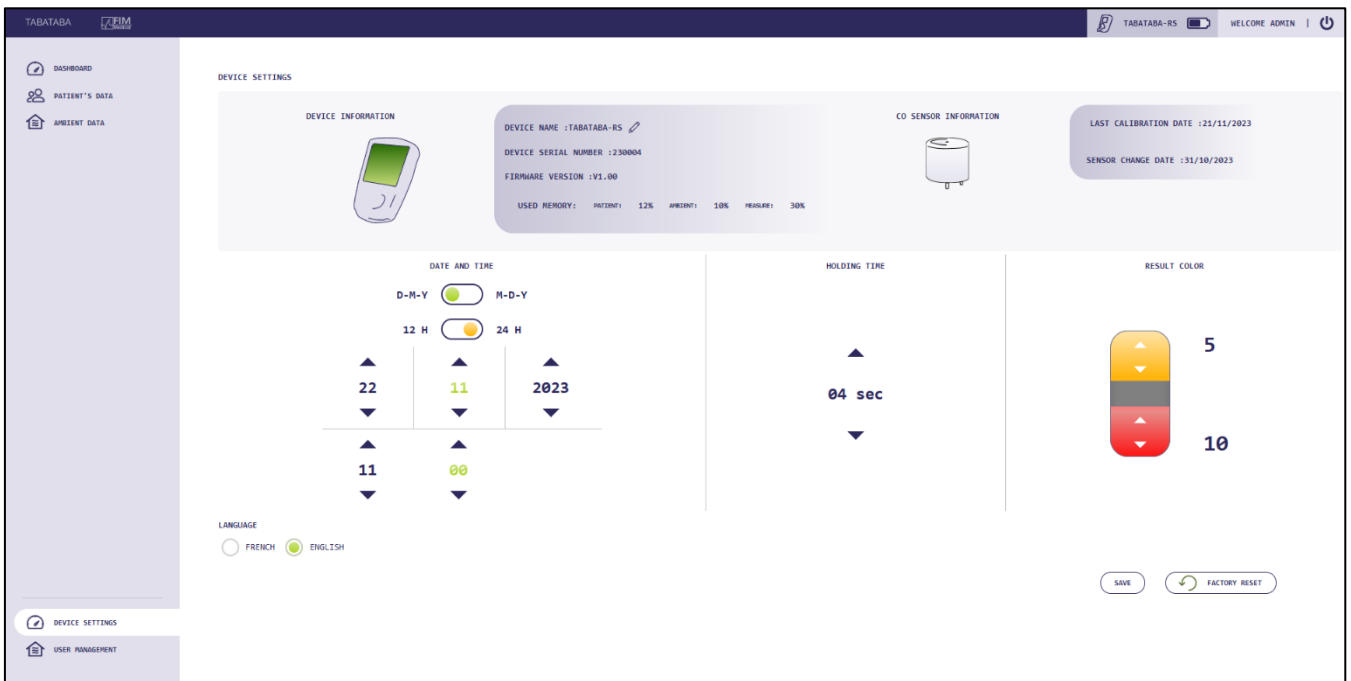 TABATABA FIM MEDICAL TABATABA-RS WELCOME ADMIN |
DASHBOARD
PATIENT'S DATA
AMBIENT DATA
DEVICE SETTINGS
DEVICE INFORMATION
DEVICE NAME :TABATABA-RS
DEVICE SERIAL NUMBER :230004
FIRMWARE VERSION :V1.00
USED MEMORY: PATIENT: 12% AMBIENT: 10% MEASURE: 30%
CO SENSOR INFORMATION
LAST CALIBRATION DATE :21/11/2023
SENSOR CHANGE DATE :31/10/2023
DATE AND TIME
D-M-Y M-D-Y
12 H 24 H
22 11 2023
11 00
HOLDING TIME
04 sec
RESULT COLOR
5
10
LANGUAGE
FRENCH ENGLISH
SAVE FACTORY RESET
DEVICE SETTINGS
USER MANAGEMENT